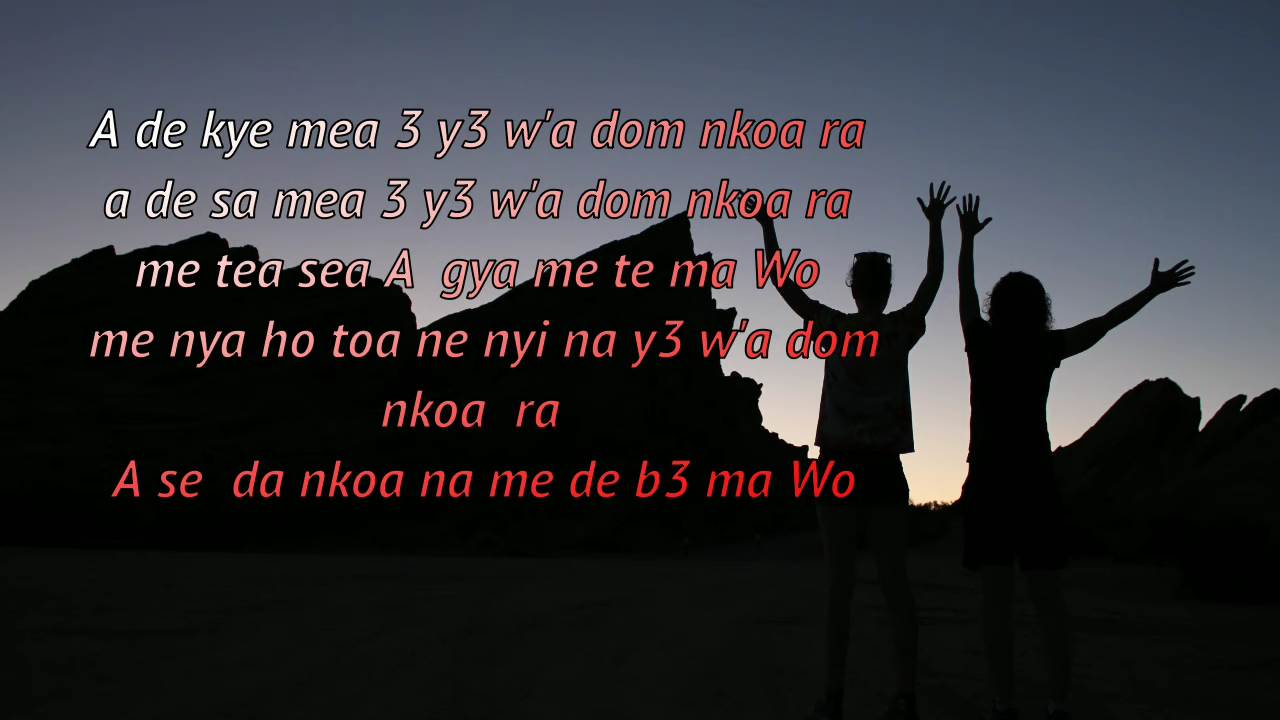 A de kye mea 3 y3 w'a dom nkoa ra
a de sa mea 3 y3 w'a dom nkoa ra
me tea sea A gya me te ma Wo
me nya ho toa ne nyi na y3 w'a dom
nkoa ra
A se da nkoa na me de b3 ma Wo